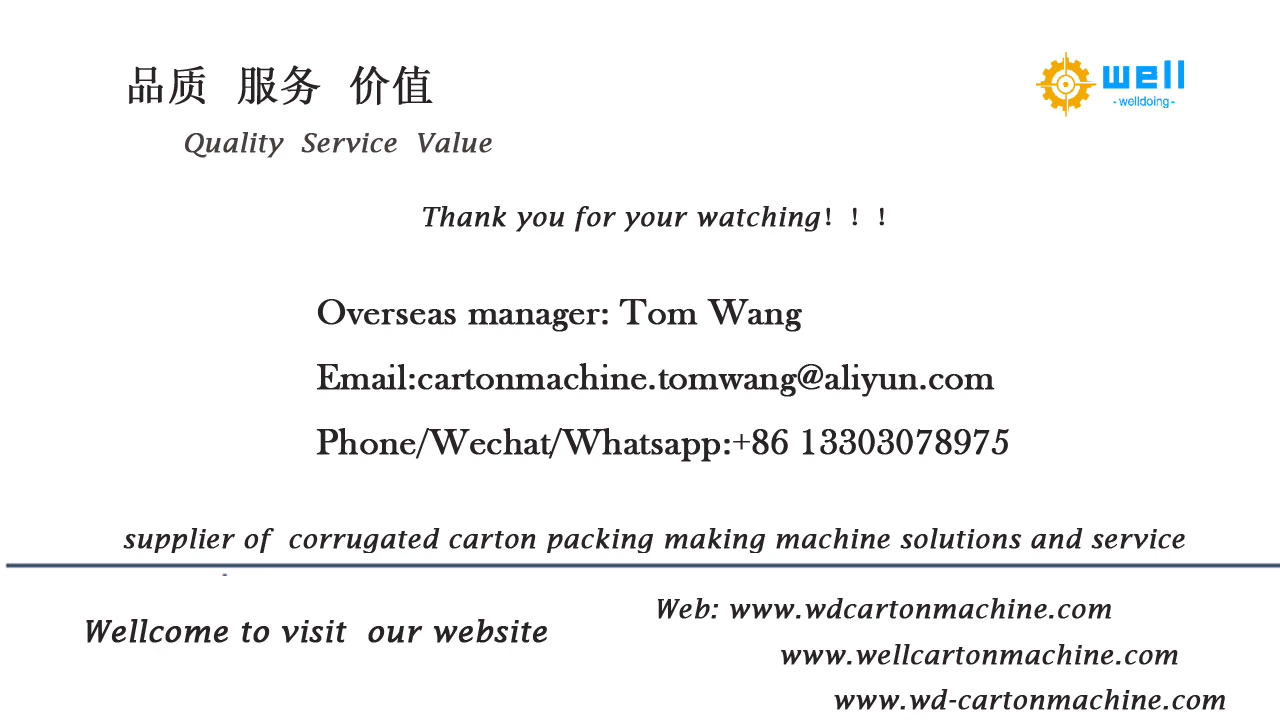 品质 服务 价值
well
-welldoing-
Quality Service Value
Thank you for your watching！！！
Overseas manager: Tom Wang
Email:cartonmachine.tomwang@aliyun.com
Phone/Wechat/Whatsapp:+86 13303078975
supplier of corrugated carton packing making machine solutions and service
Wellcome to visit our website
Web: www.wdcartonmachine.com
www.wellcartonmachine.com
www.wd-cartonmachine.com